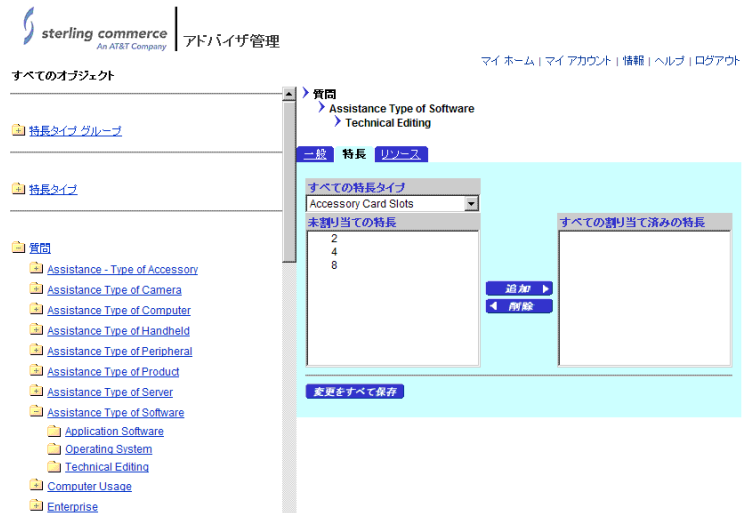 sterling commerce
An AT&T Company
アドバイザ管理
マイ ホーム | マイ アカウント | 情報 | ヘルプ | ログアウト
すべてのオブジェクト
特長タイプ グループ
特長タイプ
質問
Assistance - Type of Accessory
Assistance Type of Camera
Assistance Type of Computer
Assistance Type of Handheld
Assistance Type of Peripheral
Assistance Type of Product
Assistance Type of Server
Assistance Type of Software
Application Software
Operating System
Technical Editing
Computer Usage
Enterprise
質問
Assistance Type of Software
Technical Editing
一般 特長 リソース
すべての特長タイプ
Accessory Card Slots
未割り当ての特長
2
4
8
追加
削除
すべての割り当て済みの特長
変更をすべて保存